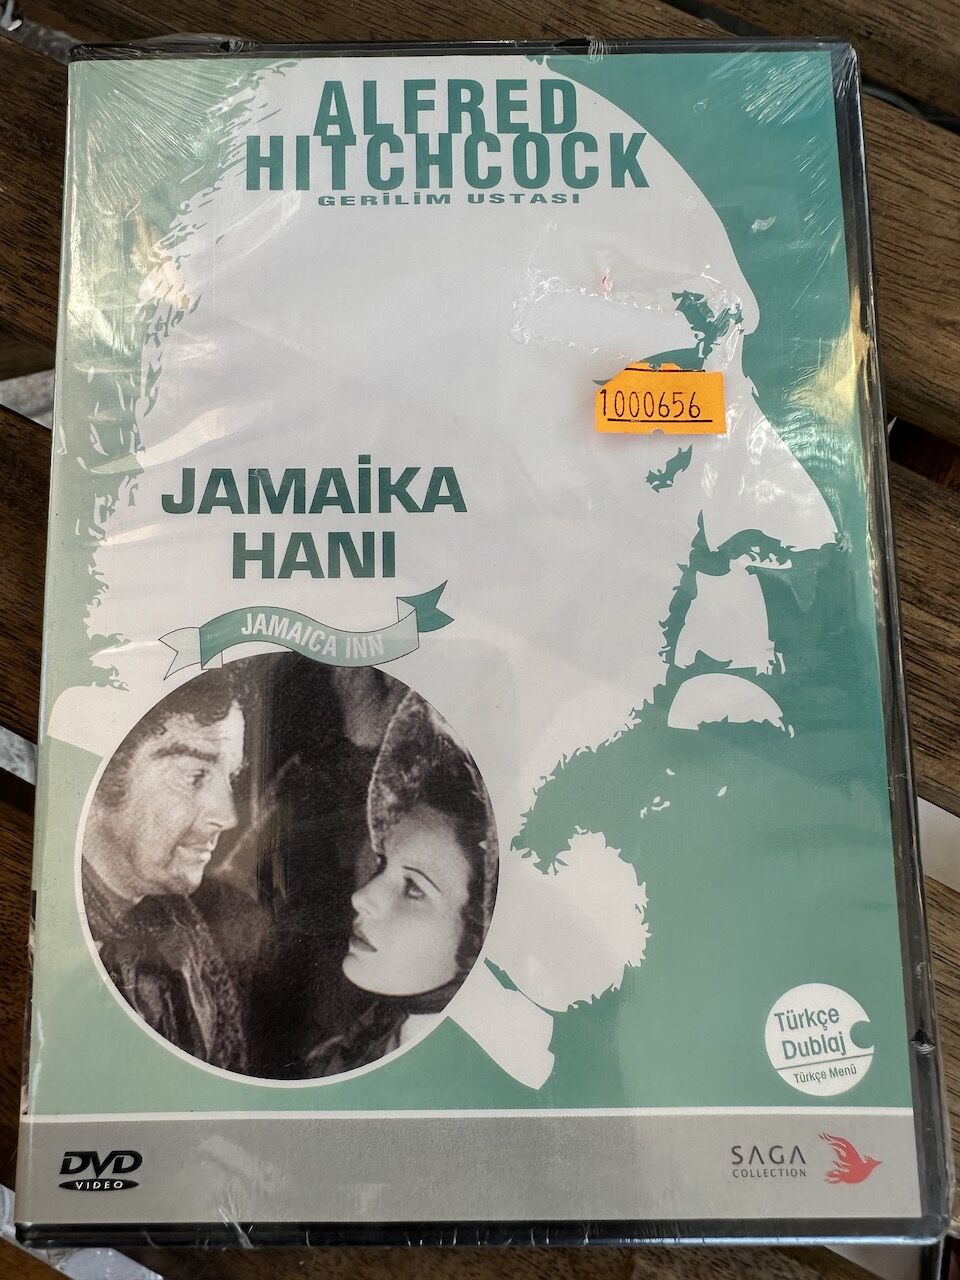 ALFRED
HITCHCOCK
GERİLİM USTASI
1000656
JAMAİKA
HANI
JAMAICA INN
Türkçe
Dublaj
Türkçe Menü
DVD
VIDEO
SAGA
COLLECTION